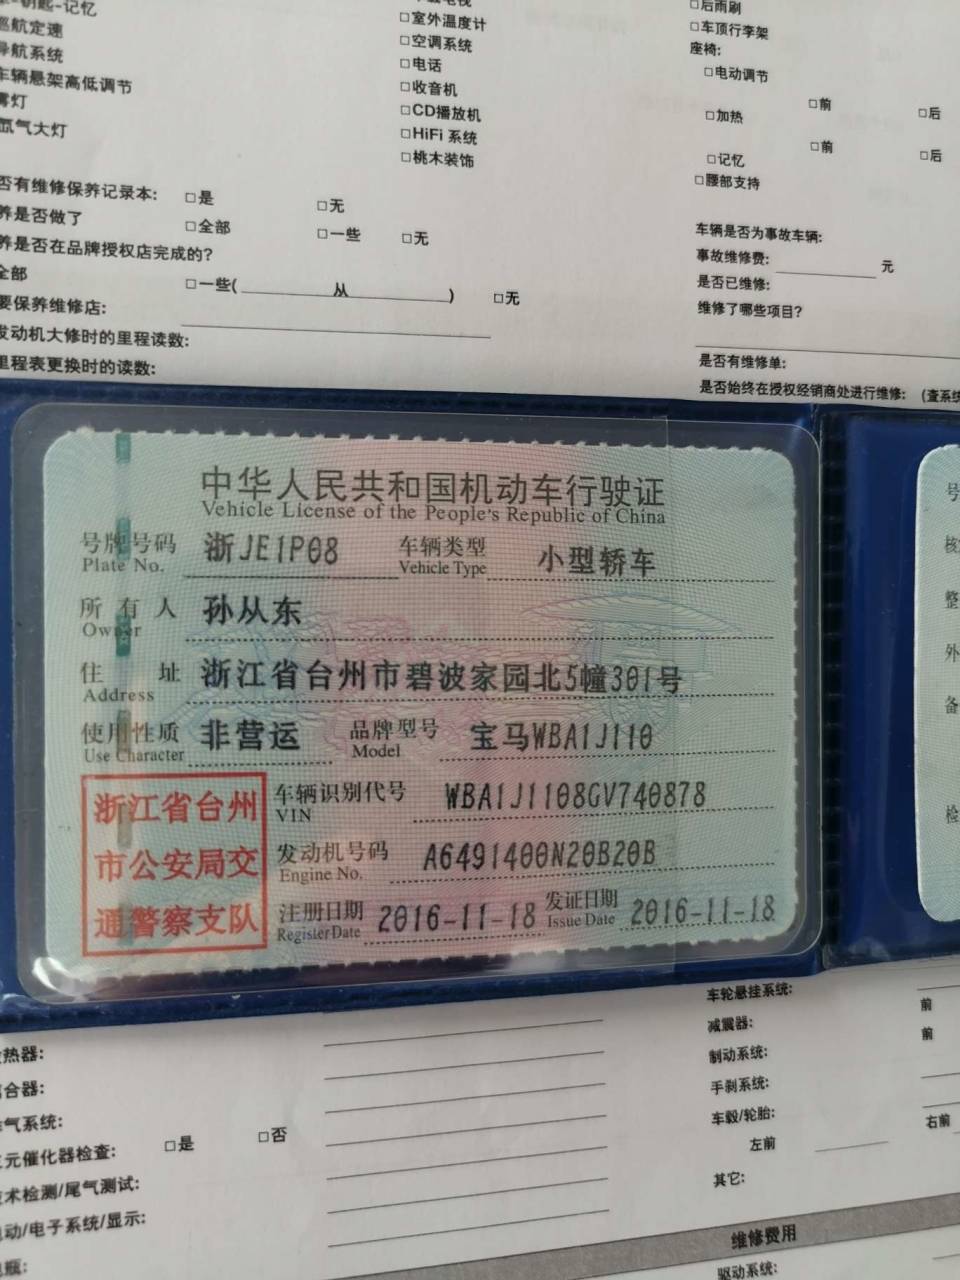 -钥匙-记忆
巡航定速
导航系统
车辆悬架高低调节
雾灯
氙气大灯
□室外温度计
□空调系统
□电话
□收音机
□CD播放机
□HiFi 系统
□桃木装饰
□后雨刷
□车顶行李架
座椅:
□电动调节
□前 □后
□加热
□前 □后
□记忆
□腰部支持
否有维修保养记录本: □是 □无
养是否做了 □全部 □一些 □无
养是否在品牌授权店完成的?
全部 □一些( 从 ) □无
要保养维修店:
发动机大修时的里程读数:
里程表更换时的读数:
车辆是否为事故车辆:
事故维修费: 元
是否已维修:
维修了哪些项目?
是否有维修单:
是否始终在授权经销商处进行维修: (查系统
中华人民共和国机动车行驶证
Vehicle License of the People's Republic of China
号牌号码 浙JE1P08 车辆类型 小型轿车
Plate No. Vehicle Type
所有人 孙从东
Owner
住址 浙江省台州市碧波家园北5幢301号
Address
使用性质 非营运 品牌型号 宝马WBA1J110
Use Character Model
浙江省台州
市公安局交
通警察支队
车辆识别代号 WBA1J1108GV740878
VIN
发动机号码 A6491400N20B20B
Engine No.
注册日期 2016-11-18 发证日期 2016-11-18
Register Date Issue Date
号
核
整
外
备
检
热器:
合器:
气系统:
元催化器检查: □是 □否
术检测/尾气测试:
动/电子系统/显示:
瓶:
车轮悬挂系统: 前
减震器: 前
制动系统:
手刹系统:
车毂/轮胎:
左前 右前
其它:
维修费用
驱动系统: